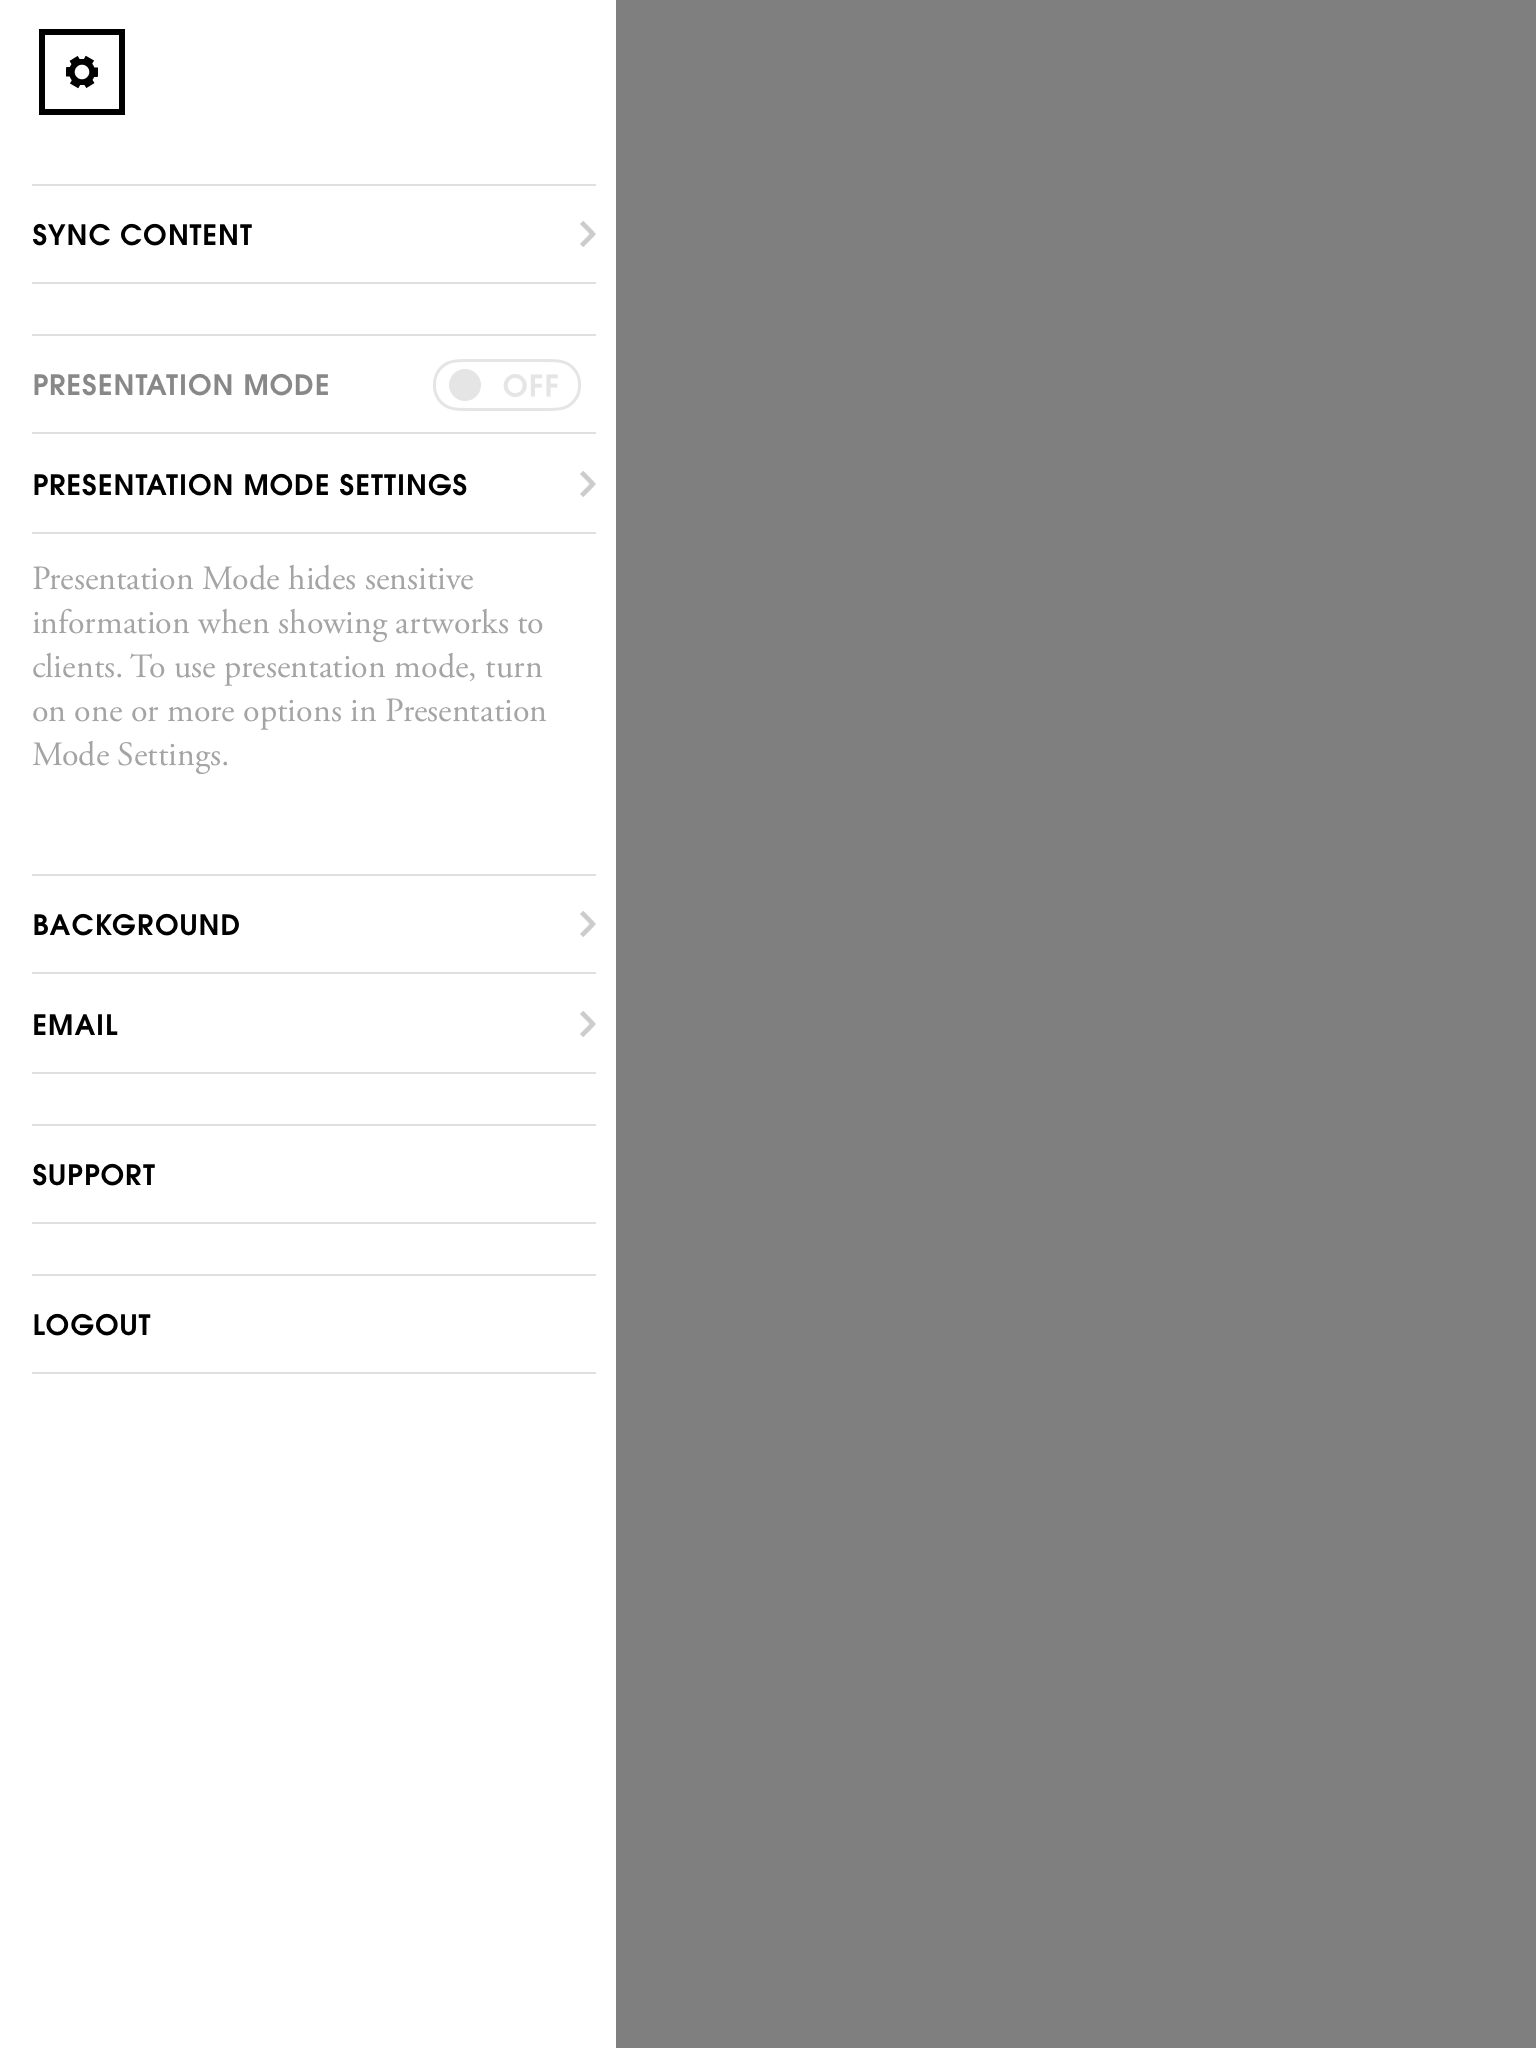 SYNC CONTENT
PRESENTATION MODE OFF
PRESENTATION MODE SETTINGS
Presentation Mode hides sensitive
information when showing artworks to
clients. To use presentation mode, turn
on one or more options in Presentation
Mode Settings.
BACKGROUND
EMAIL
SUPPORT
LOGOUT